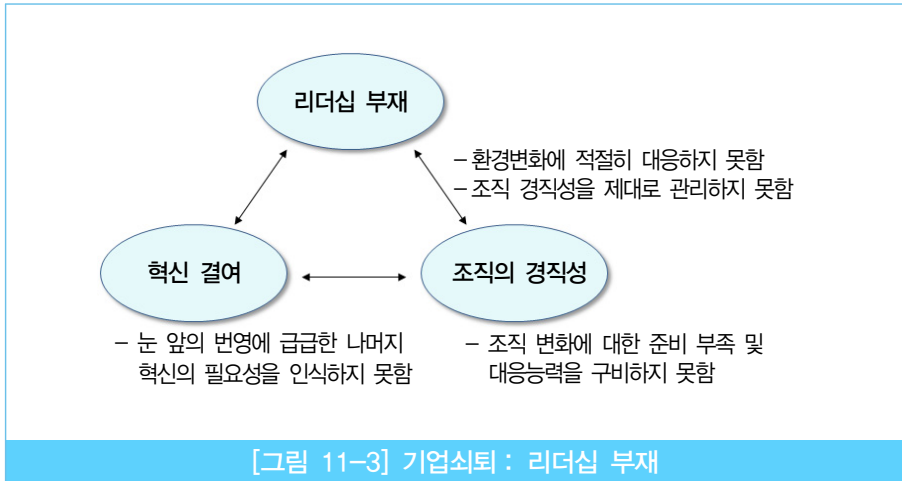 리더십 부재
– 환경변화에 적절히 대응하지 못함
– 조직 경직성을 제대로 관리하지 못함
혁신 결여
조직의 경직성
– 눈 앞의 번영에 급급한 나머지
혁신의 필요성을 인식하지 못함
– 조직 변화에 대한 준비 부족 및
대응능력을 구비하지 못함
[그림 11-3] 기업쇠퇴 : 리더십 부재